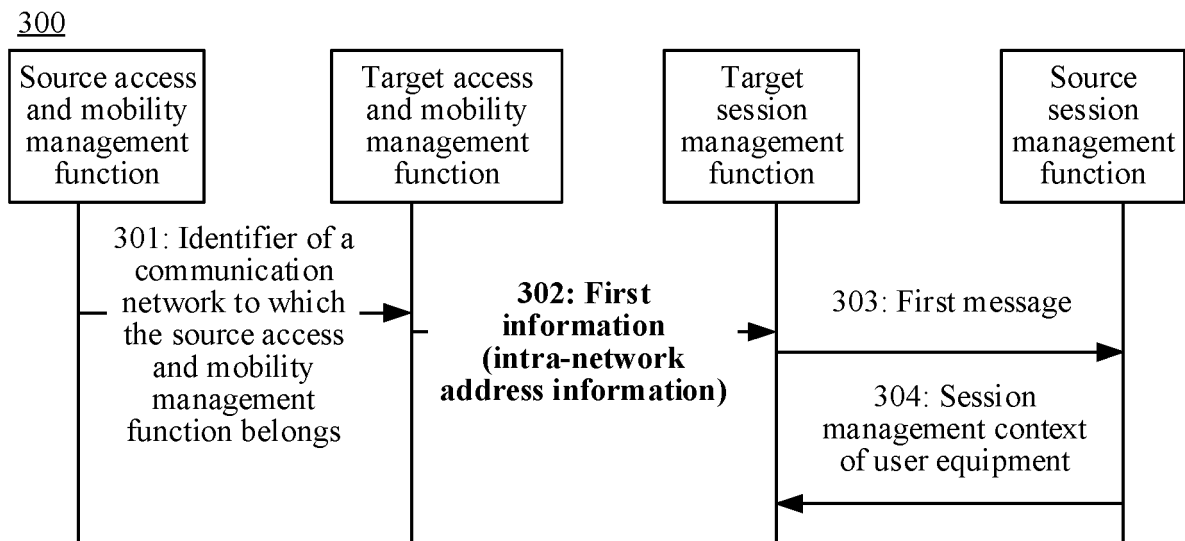 300
Source access
and mobility
management
function
Target access
and mobility
management
function
Target
session
management
function
Source
session
management
function
301: Identifier of a
communication
network to which
the source access
and mobility
management
function belongs
302: First
information
(intra-network
address information)
303: First message
304: Session
management context
of user equipment